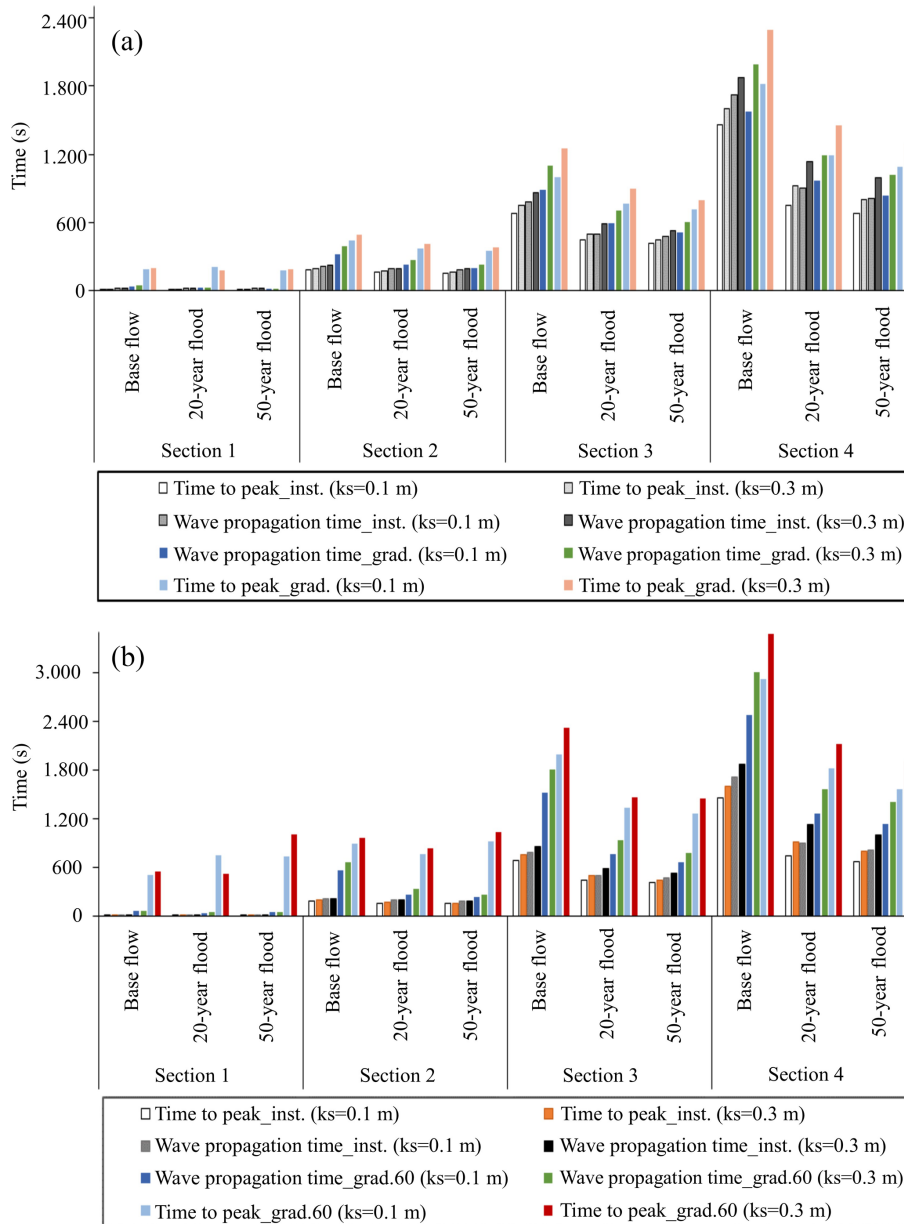 (a)
Time (s)
2.400
1.800
1.200
600
0
Base flow
20-year flood
50-year flood
Base flow
20-year flood
50-year flood
Base flow
20-year flood
50-year flood
Base flow
20-year flood
50-year flood
Section 1
Section 2
Section 3
Section 4
Time to peak_inst. (ks=0.1 m)
Time to peak_inst. (ks=0.3 m)
Wave propagation time_inst. (ks=0.1 m)
Wave propagation time_inst. (ks=0.3 m)
Wave propagation time_grad. (ks=0.1 m)
Wave propagation time_grad. (ks=0.3 m)
Time to peak_grad. (ks=0.1 m)
Time to peak_grad. (ks=0.3 m)
(b)
Time (s)
3.000
2.400
1.800
1.200
600
0
Base flow
20-year flood
50-year flood
Base flow
20-year flood
50-year flood
Base flow
20-year flood
50-year flood
Base flow
20-year flood
50-year flood
Section 1
Section 2
Section 3
Section 4
Time to peak_inst. (ks=0.1 m)
Time to peak_inst. (ks=0.3 m)
Wave propagation time_inst. (ks=0.1 m)
Wave propagation time_inst. (ks=0.3 m)
Wave propagation time_grad.60 (ks=0.1 m)
Wave propagation time_grad.60 (ks=0.3 m)
Time to peak_grad.60 (ks=0.1 m)
Time to peak_grad.60 (ks=0.3 m)